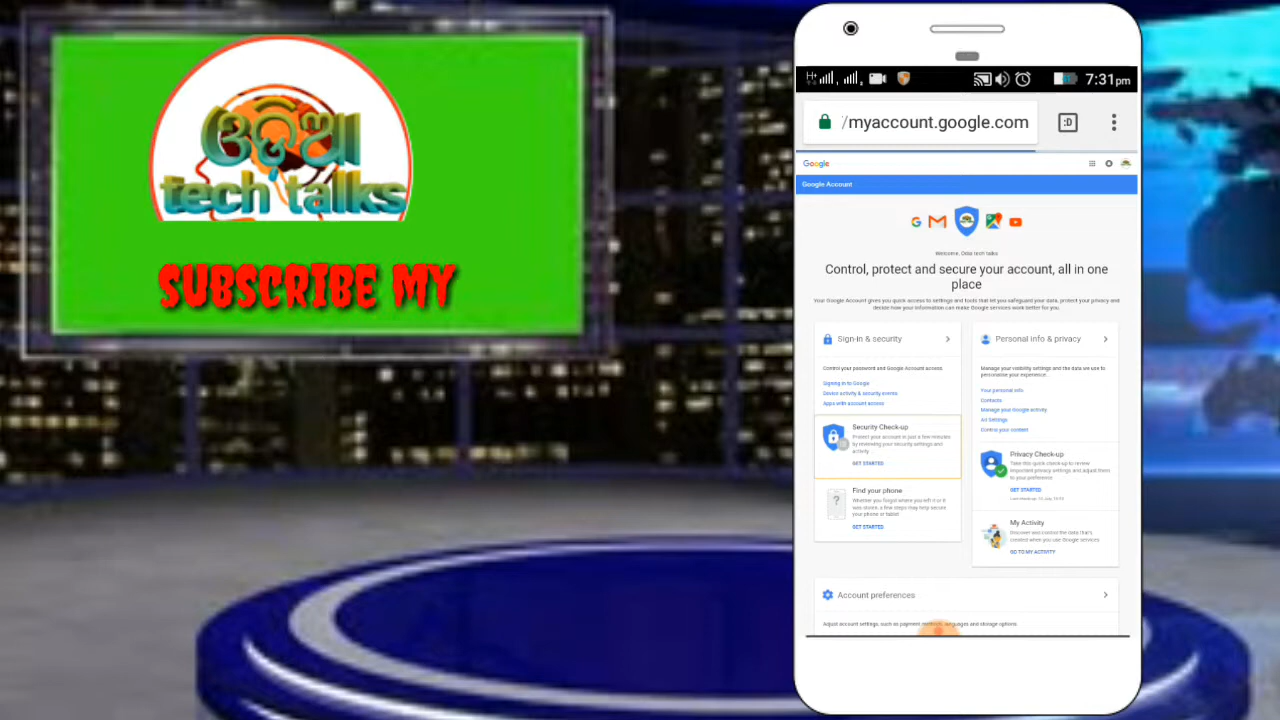 ଓଡ଼ିଆ
tech talks
SUBSCRIBE MY
7:31pm
/myaccount.google.com
:D
Google
Google Account
Welcome, Odia tech talks
Control, protect and secure your account, all in one
place
Your Google Account gives you quick access to settings and tools that let you safeguard your data, protect your privacy and
decide how your information can make Google services work better for you.
Sign-in & security
Control your password and Google Account access.
Signing in to Google
Device activity & security events
Apps with account access
Security Check-up
Protect your account in just a few minutes
by reviewing your security settings and
activity
GET STARTED
Find your phone
Whether you forgot where you left it or it
was stolen, a few steps may help secure
your phone or tablet
GET STARTED
Personal info & privacy
Manage your visibility settings and the data we use to
personalise your experience.
Your personal info
Contacts
Manage your Google activity
Ad Settings
Control your content
Privacy Check-up
Take this quick check-up to review
important privacy settings and adjust them
to your preference
GET STARTED
My Activity
Discover and control the data that's
created when you use Google services
GO TO MY ACTIVITY
Account preferences
Adjust account settings, such as payment methods, languages and storage options